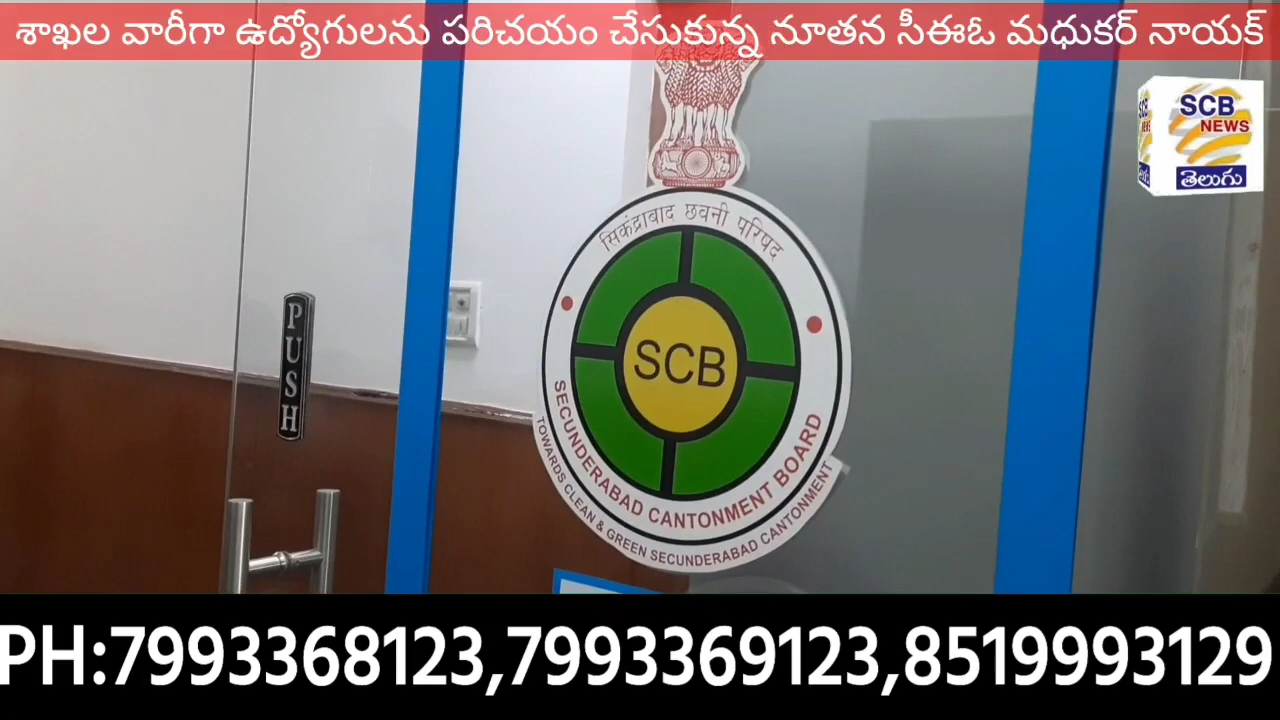 శాఖల వారీగా ఉద్యోగులను పరిచయం చేసుకున్న నూతన సీఈఓ మధుకర్ నాయక్
SCB
NEWS
తెలుగు
PUSH
सिकंद्राबाद छवनी परिषद
SCB
SECUNDERABAD CANTONMENT BOARD
TOWARDS CLEAN & GREEN SECUNDERABAD CANTONMENT
PH:7993368123,7993369123,8519993129